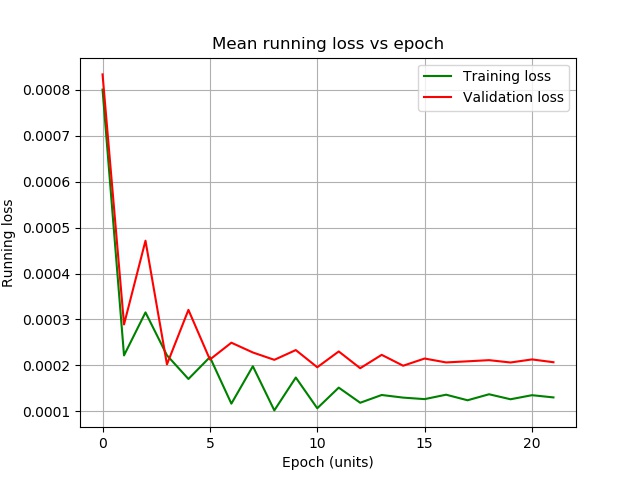 Mean running loss vs epoch
Training loss
Validation loss
0.0008
0.0007
0.0006
0.0005
0.0004
0.0003
0.0002
0.0001
Running loss
0 5 10 15 20
Epoch (units)